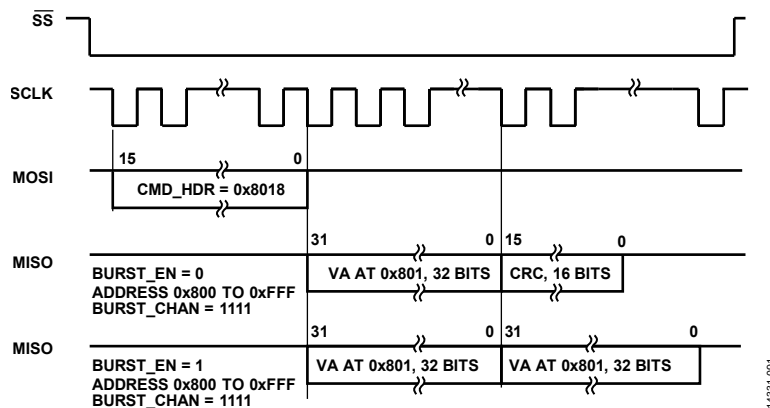 SS
SCLK
15 0
MOSI
CMD_HDR = 0x8018
31 0 15 0
MISO
VA AT 0x801, 32 BITS CRC, 16 BITS
BURST_EN = 0
ADDRESS 0x800 TO 0xFFF
BURST_CHAN = 1111
31 0 31 0
MISO
BURST_EN = 1 VA AT 0x801, 32 BITS VA AT 0x801, 32 BITS
ADDRESS 0x800 TO 0xFFF
BURST_CHAN = 1111